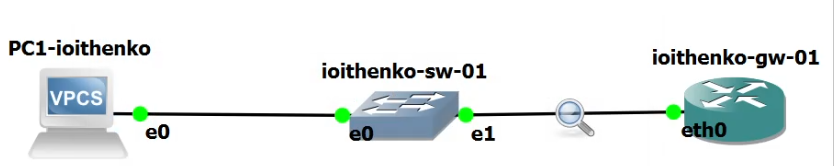 PC1-ioithenko
ioithenko-sw-01
ioithenko-gw-01
VPCS
e0
e0
e1
eth0